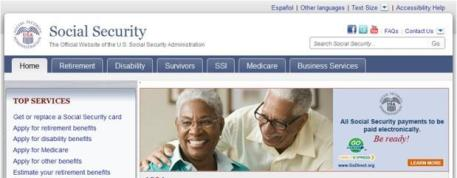 Español | Other languages | Text Size | Accessibility Help
Social Security
The Official Website of the U.S. Social Security Administration
FAQs Contact Us
Search Social Security... Go
Home Retirement Disability Survivors SSI Medicare Business Services
TOP SERVICES
Get or replace a Social Security card
Apply for retirement benefits
Apply for disability benefits
Apply for Medicare
Apply for other benefits
Estimate your retirement benefits
USA
All Social Security payments to be
paid electronically.
Be ready!
GO
EXPRESS
www.GoDirect.org
LEARN MORE